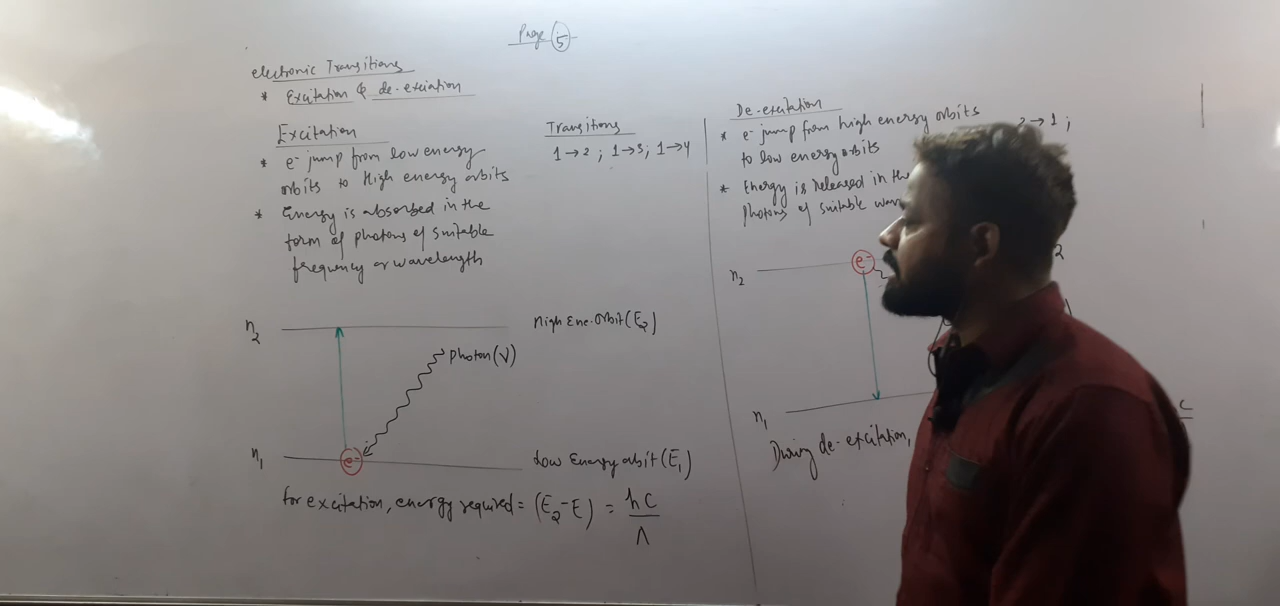 Page 5
electronic Transitions
* Excitation & de-exciation
Excitation
* e⁻ jump from low energy
orbits to High energy orbits
* Energy is absorbed in the
form of photons of suitable
frequency or wavelength
Transitions
1→2 ; 1→3; 1→4
n₂
High Ene. Orbit (E₂)
Photon (ν)
n₁
e⁻
Low Energy orbit (E₁)
for excitation, energy required = (E₂-E) = hc/λ
De-excitation
* e⁻ jump from high energy orbits
to low energy orbits
→1 ;
* Energy is released in the
photons of suitable
n₂
e⁻
2
n₁
c
During de-excitation,